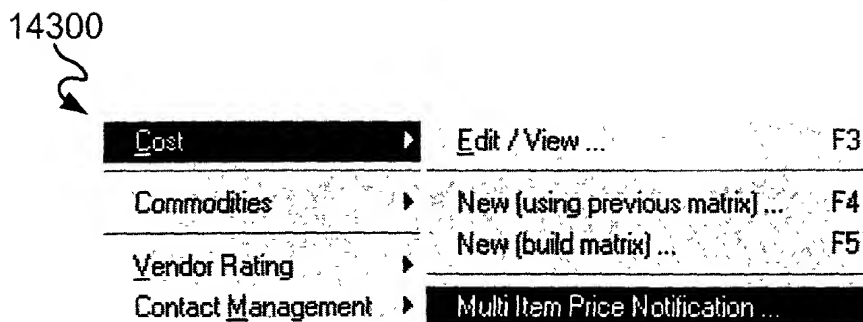 14300
Cost
Commodities
Vendor Rating
Contact Management
Edit / View ... F3
New (using previous matrix) ... F4
New (build matrix) ... F5
Multi Item Price Notification ...